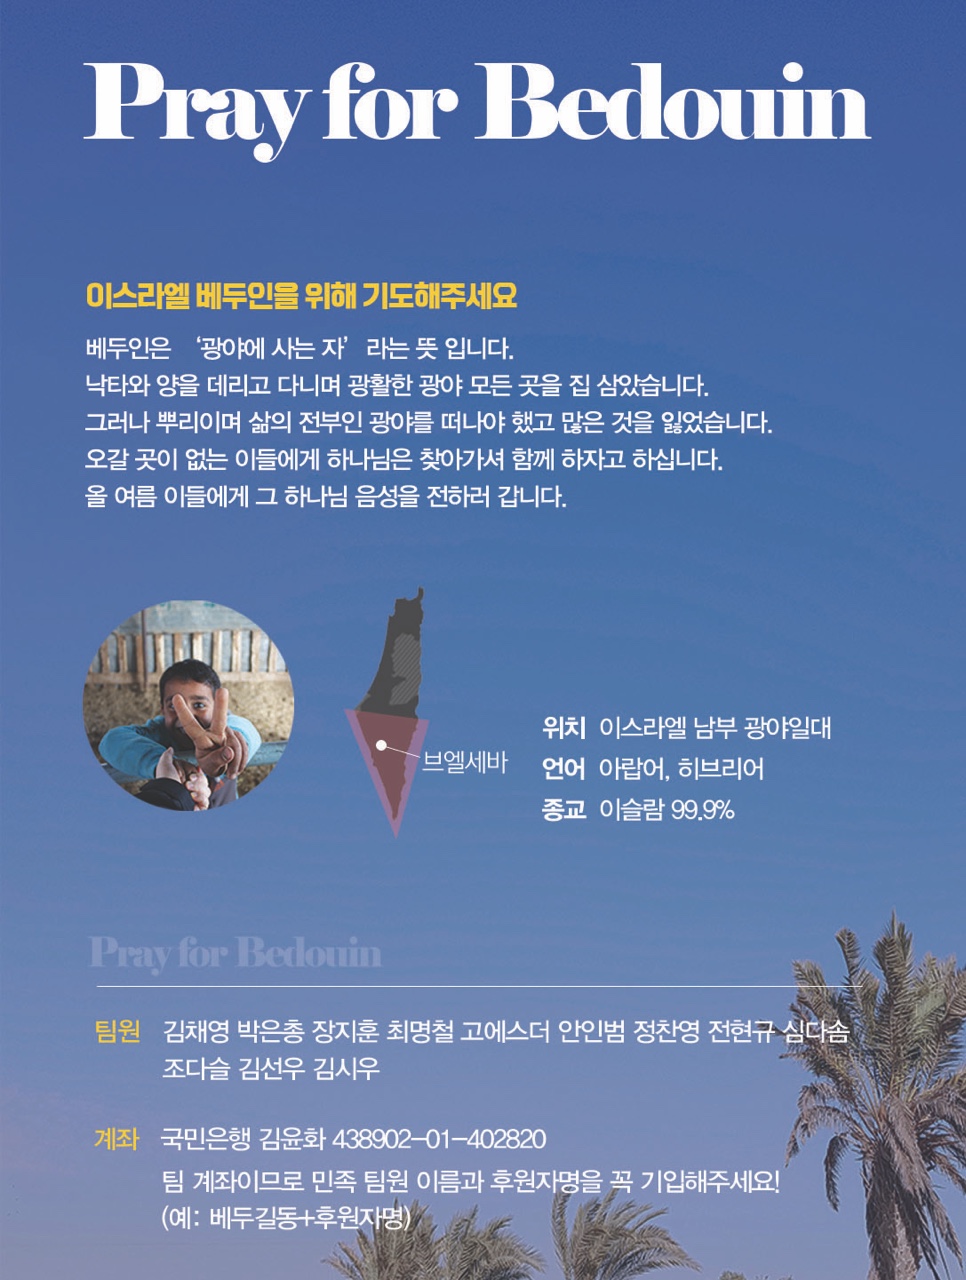 Pray for Bedouin
이스라엘 베두인을 위해 기도해주세요
베두인은 ‘광야에 사는 자’ 라는 뜻 입니다.
낙타와 양을 데리고 다니며 광활한 광야 모든 곳을 집 삼았습니다.
그러나 뿌리이며 삶의 전부인 광야를 떠나야 했고 많은 것을 잃었습니다.
오갈 곳이 없는 이들에게 하나님은 찾아가셔 함께 하자고 하십니다.
올 여름 이들에게 그 하나님 음성을 전하러 갑니다.
브엘세바
위치 이스라엘 남부 광야일대
언어 아랍어, 히브리어
종교 이슬람 99.9%
Pray for Bedouin
팀원 김채영 박은총 장지훈 최명철 고에스더 안인범 정찬영 전현규 심다솜
조다슬 김선우 김시우
계좌 국민은행 김윤화 438902-01-402820
팀 계좌이므로 민족 팀원 이름과 후원자명을 꼭 기입해주세요!
(예: 베두길동+후원자명)